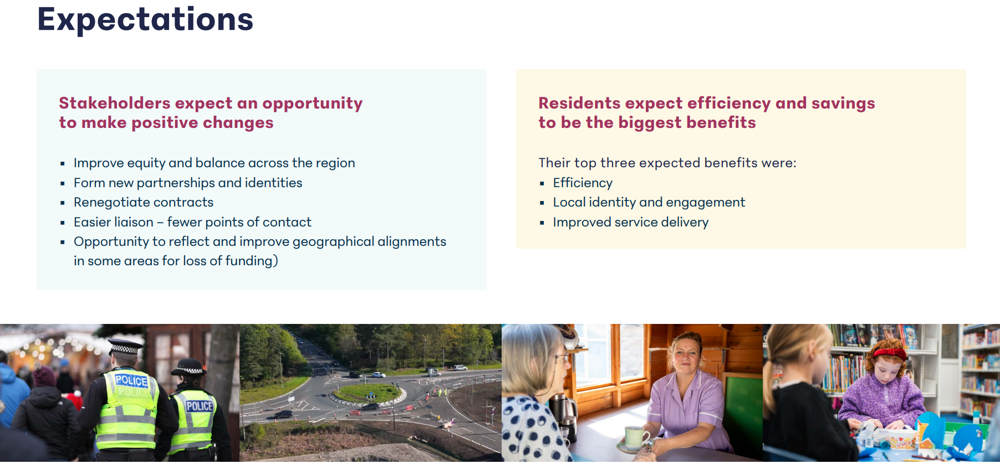 Expectations
Stakeholders expect an opportunity
to make positive changes
▪ Improve equity and balance across the region
▪ Form new partnerships and identities
▪ Renegotiate contracts
▪ Easier liaison – fewer points of contact
▪ Opportunity to reflect and improve geographical alignments
in some areas for loss of funding)
Residents expect efficiency and savings
to be the biggest benefits
Their top three expected benefits were:
▪ Efficiency
▪ Local identity and engagement
▪ Improved service delivery
POLICE
POLICE
POLICE